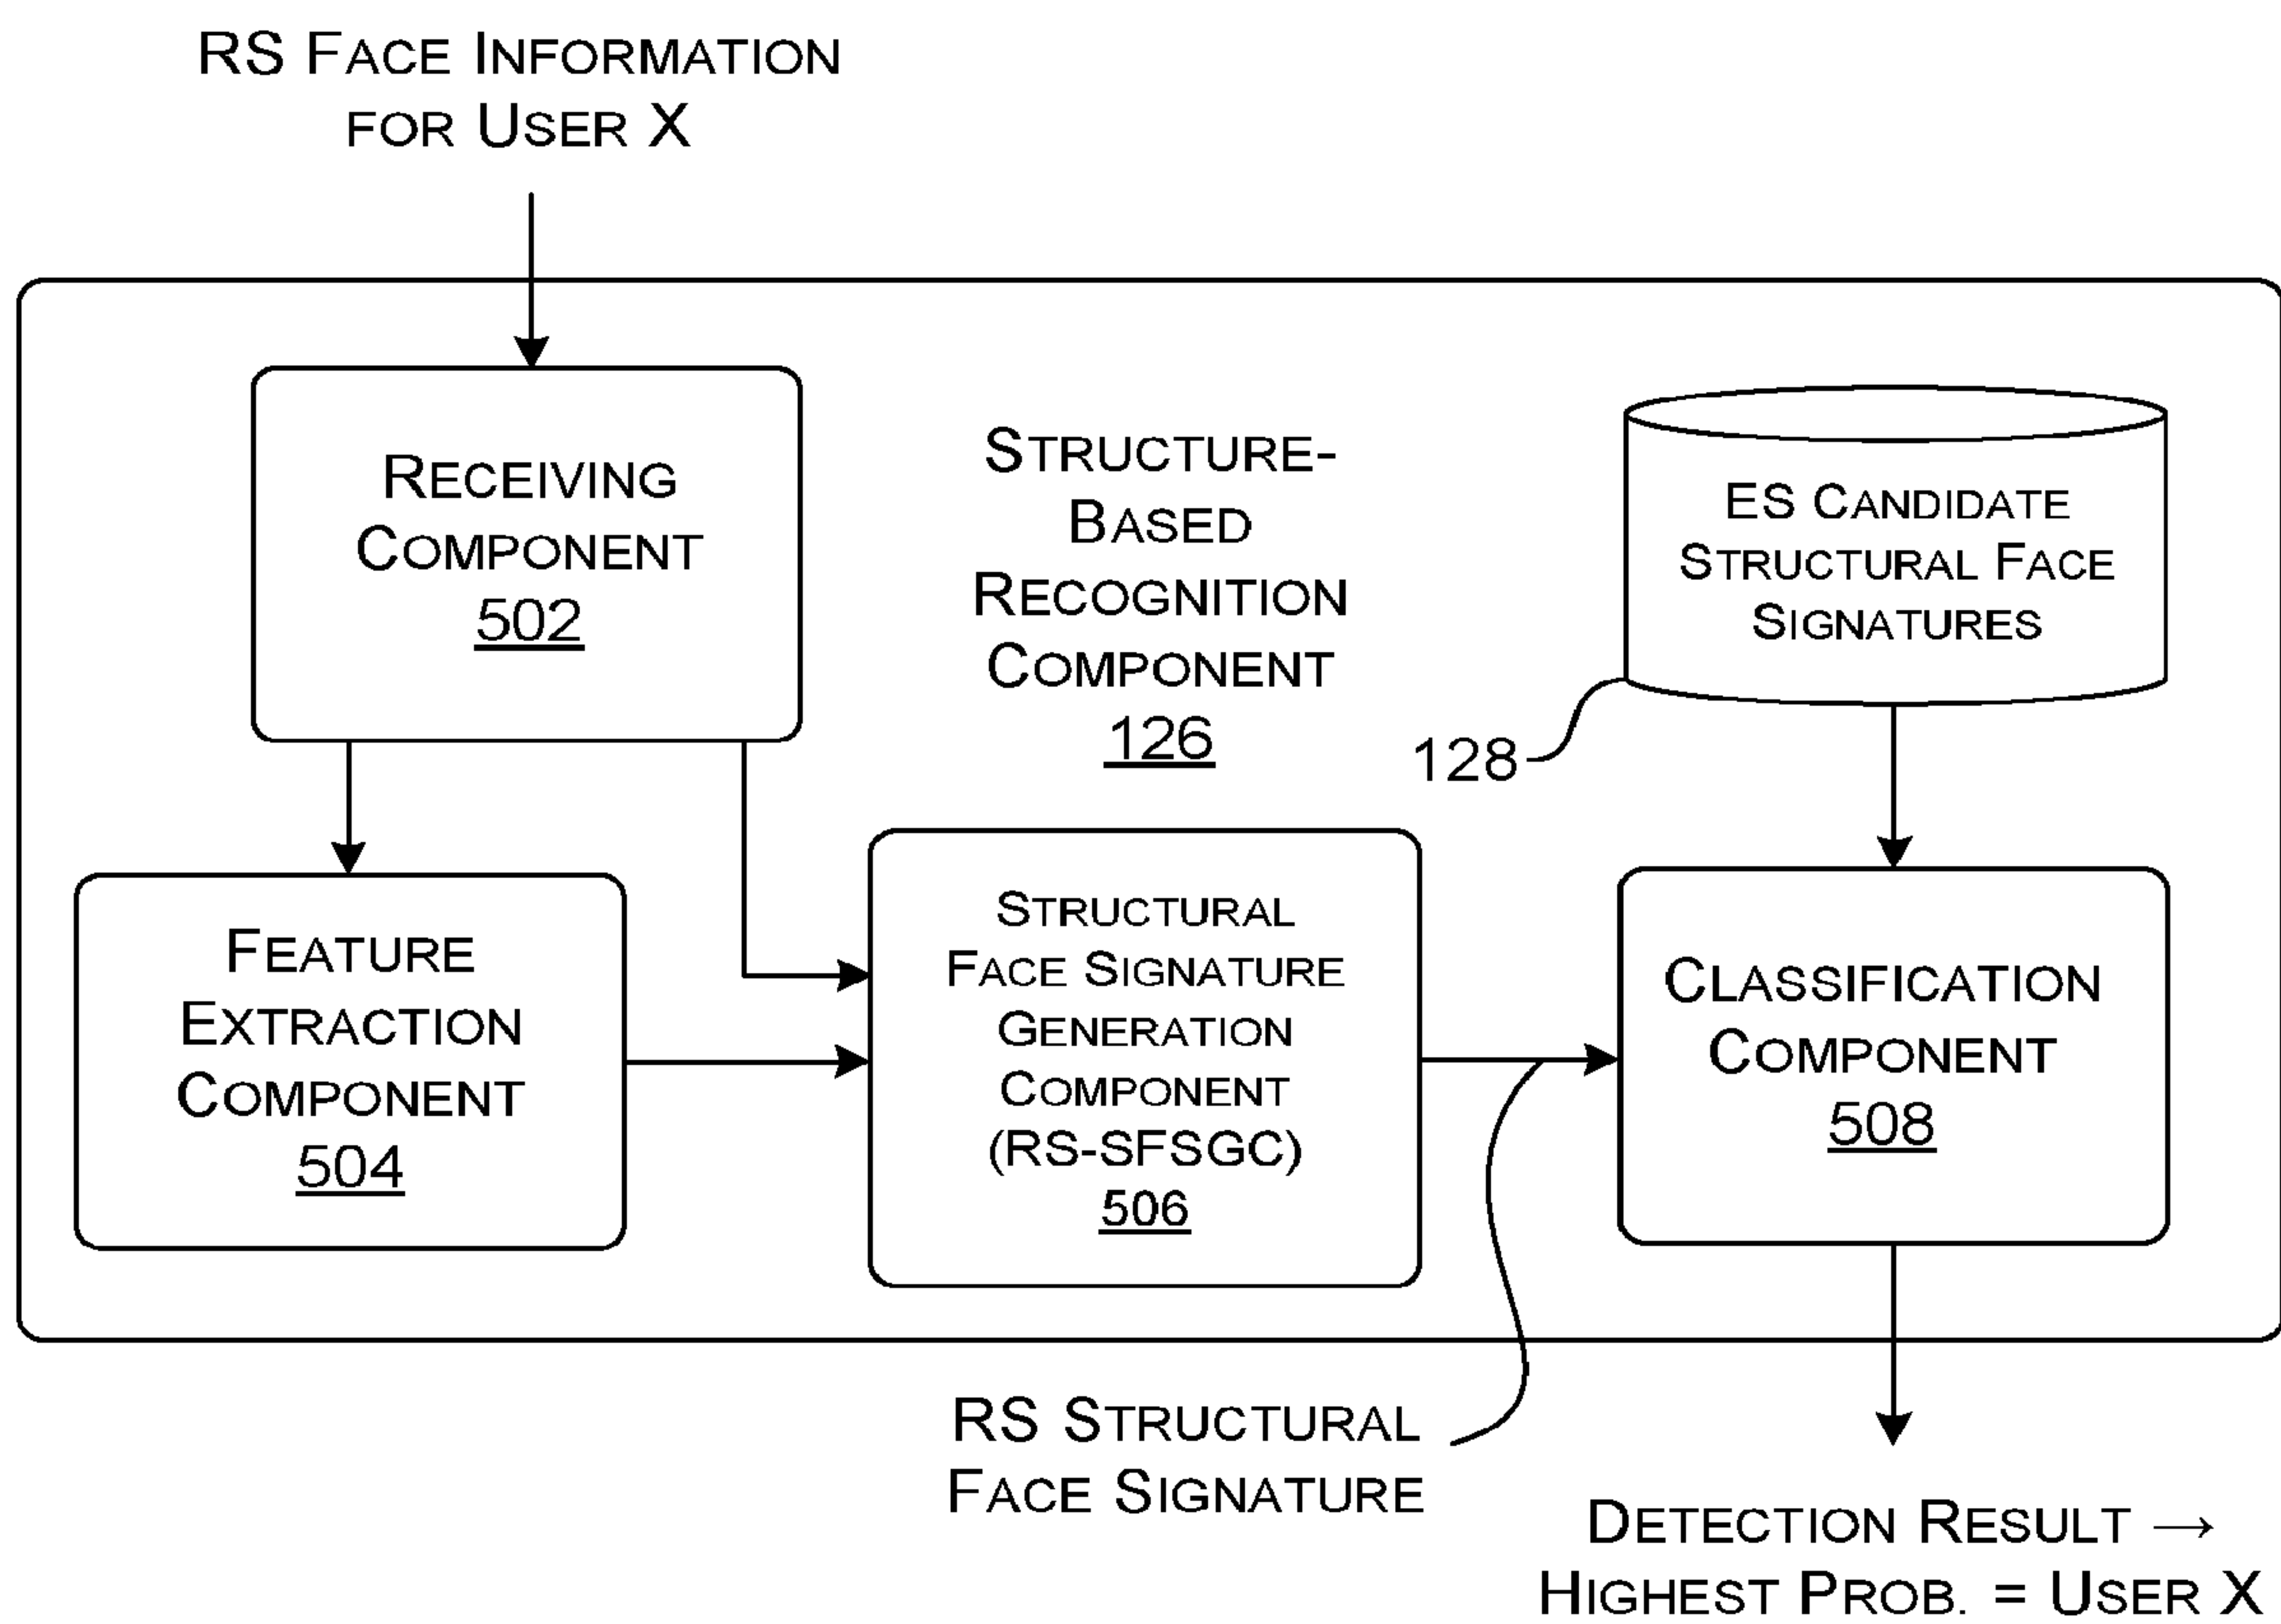 RS FACE INFORMATION
FOR USER X
RECEIVING
COMPONENT
502
STRUCTURE-
BASED
RECOGNITION
COMPONENT
126
ES CANDIDATE
STRUCTURAL FACE
SIGNATURES
128
FEATURE
EXTRACTION
COMPONENT
504
STRUCTURAL
FACE SIGNATURE
GENERATION
COMPONENT
(RS-SFSGC)
506
CLASSIFICATION
COMPONENT
508
RS STRUCTURAL
FACE SIGNATURE
DETECTION RESULT →
HIGHEST PROB. = USER X